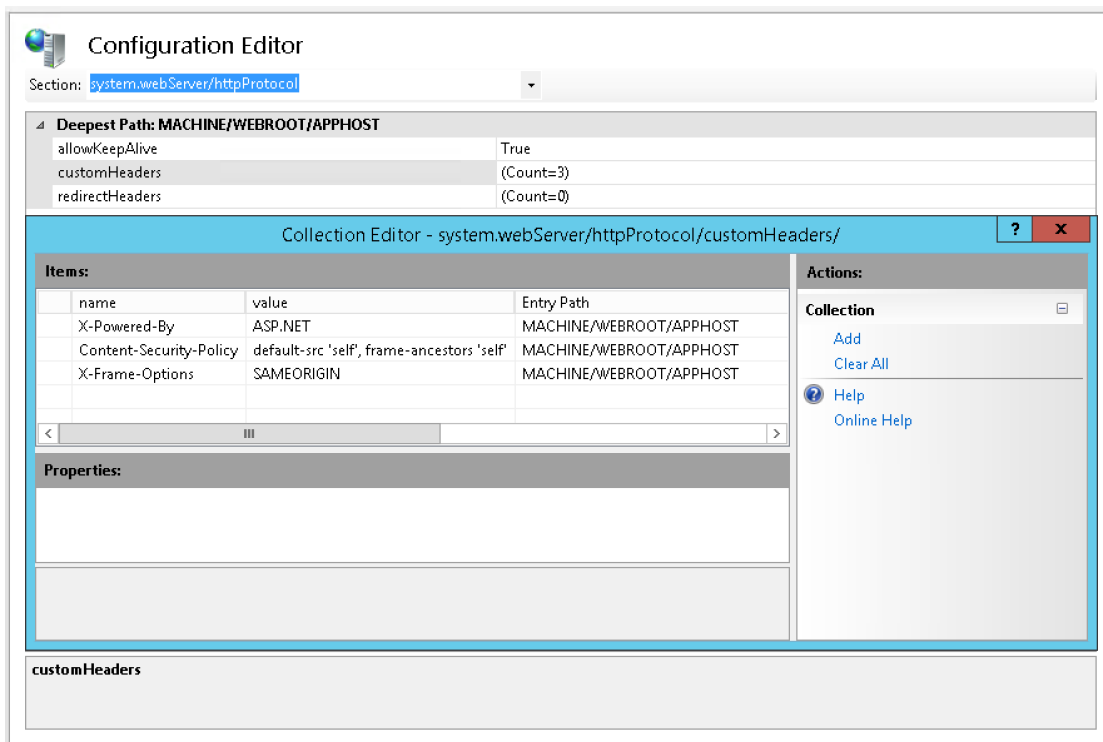 Configuration Editor
Section: system.webServer/httpProtocol
Deepest Path: MACHINE/WEBROOT/APPHOST
allowKeepAlive True
customHeaders (Count=3)
redirectHeaders (Count=0)
Collection Editor - system.webServer/httpProtocol/customHeaders/ ? x
Items:
name value Entry Path
X-Powered-By ASP.NET MACHINE/WEBROOT/APPHOST
Content-Security-Policy default-src 'self', frame-ancestors 'self' MACHINE/WEBROOT/APPHOST
X-Frame-Options SAMEORIGIN MACHINE/WEBROOT/APPHOST
Properties:
Actions:
Collection
Add
Clear All
Help
Online Help
customHeaders